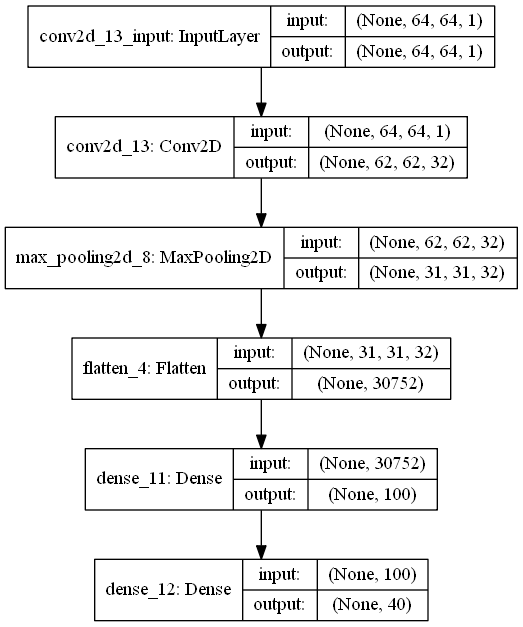 conv2d_13_input: InputLayer
input:
(None, 64, 64, 1)
output:
(None, 64, 64, 1)
conv2d_13: Conv2D
input:
(None, 64, 64, 1)
output:
(None, 62, 62, 32)
max_pooling2d_8: MaxPooling2D
input:
(None, 62, 62, 32)
output:
(None, 31, 31, 32)
flatten_4: Flatten
input:
(None, 31, 31, 32)
output:
(None, 30752)
dense_11: Dense
input:
(None, 30752)
output:
(None, 100)
dense_12: Dense
input:
(None, 100)
output:
(None, 40)